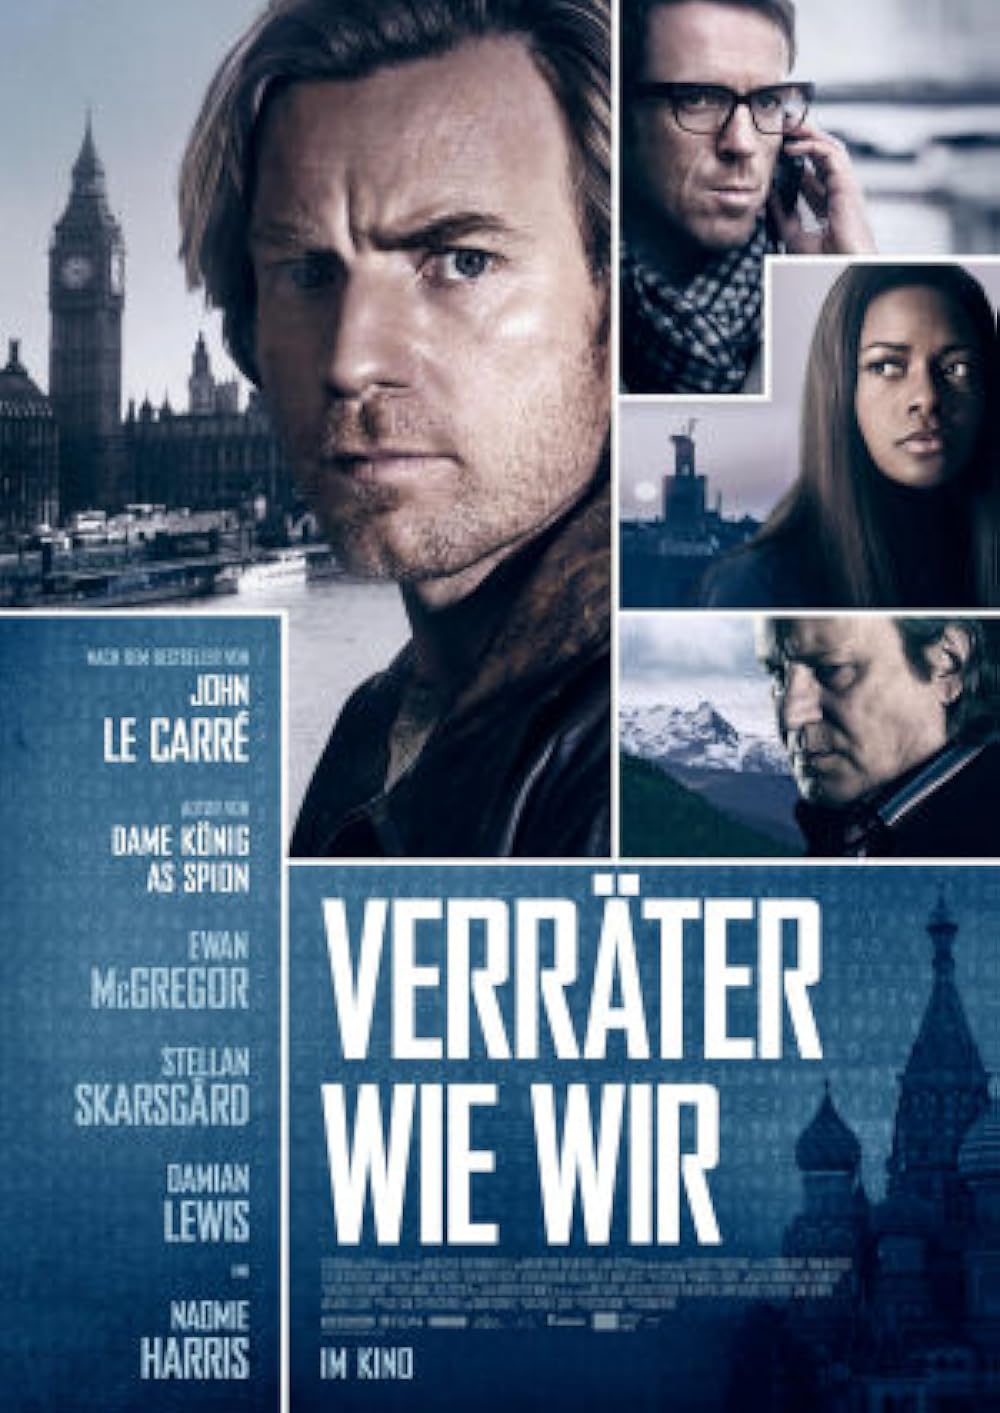 NACH DEM BESTSELLER VON
JOHN
LE CARRÉ
AUTOR VON
DAME KÖNIG
AS SPION
EWAN
McGREGOR
STELLAN
SKARSGÅRD
DAMIAN
LEWIS
NAOMIE
HARRIS
VERRÄTER
WIE WIR
IM KINO